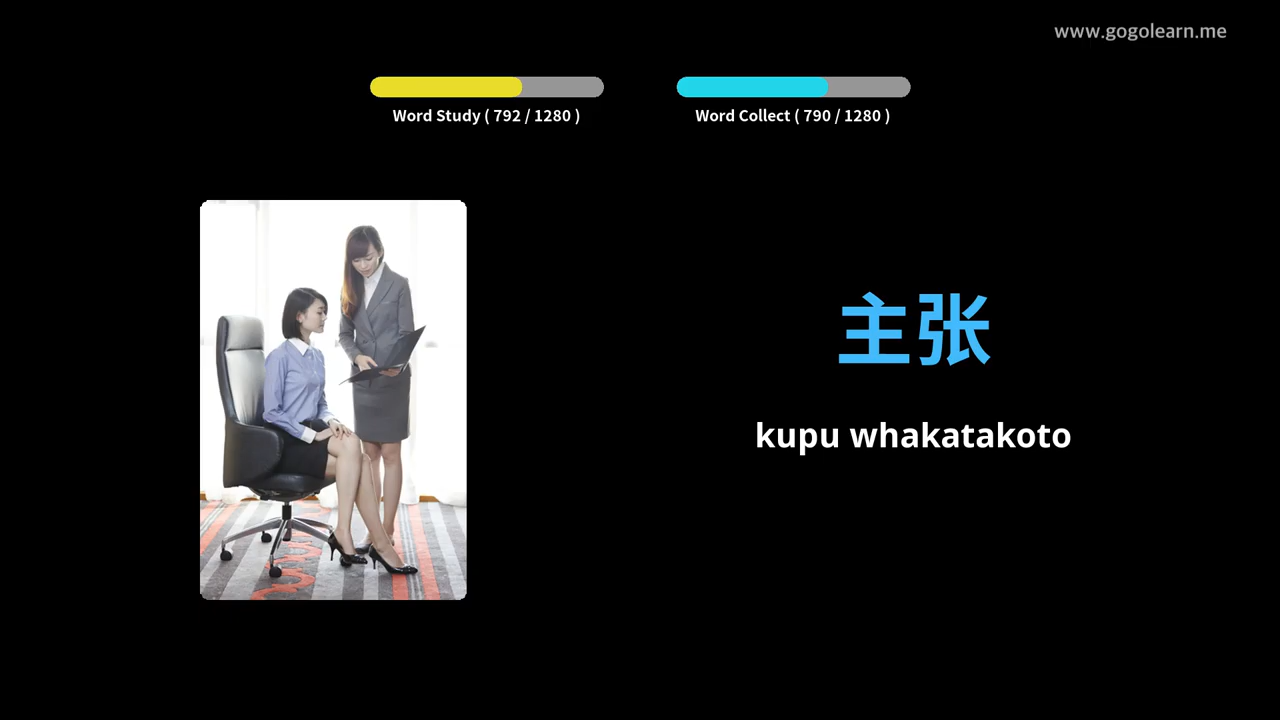 www.gogolearn.me
Word Study ( 792 / 1280 )
Word Collect ( 790 / 1280 )
主张
kupu whakatakoto